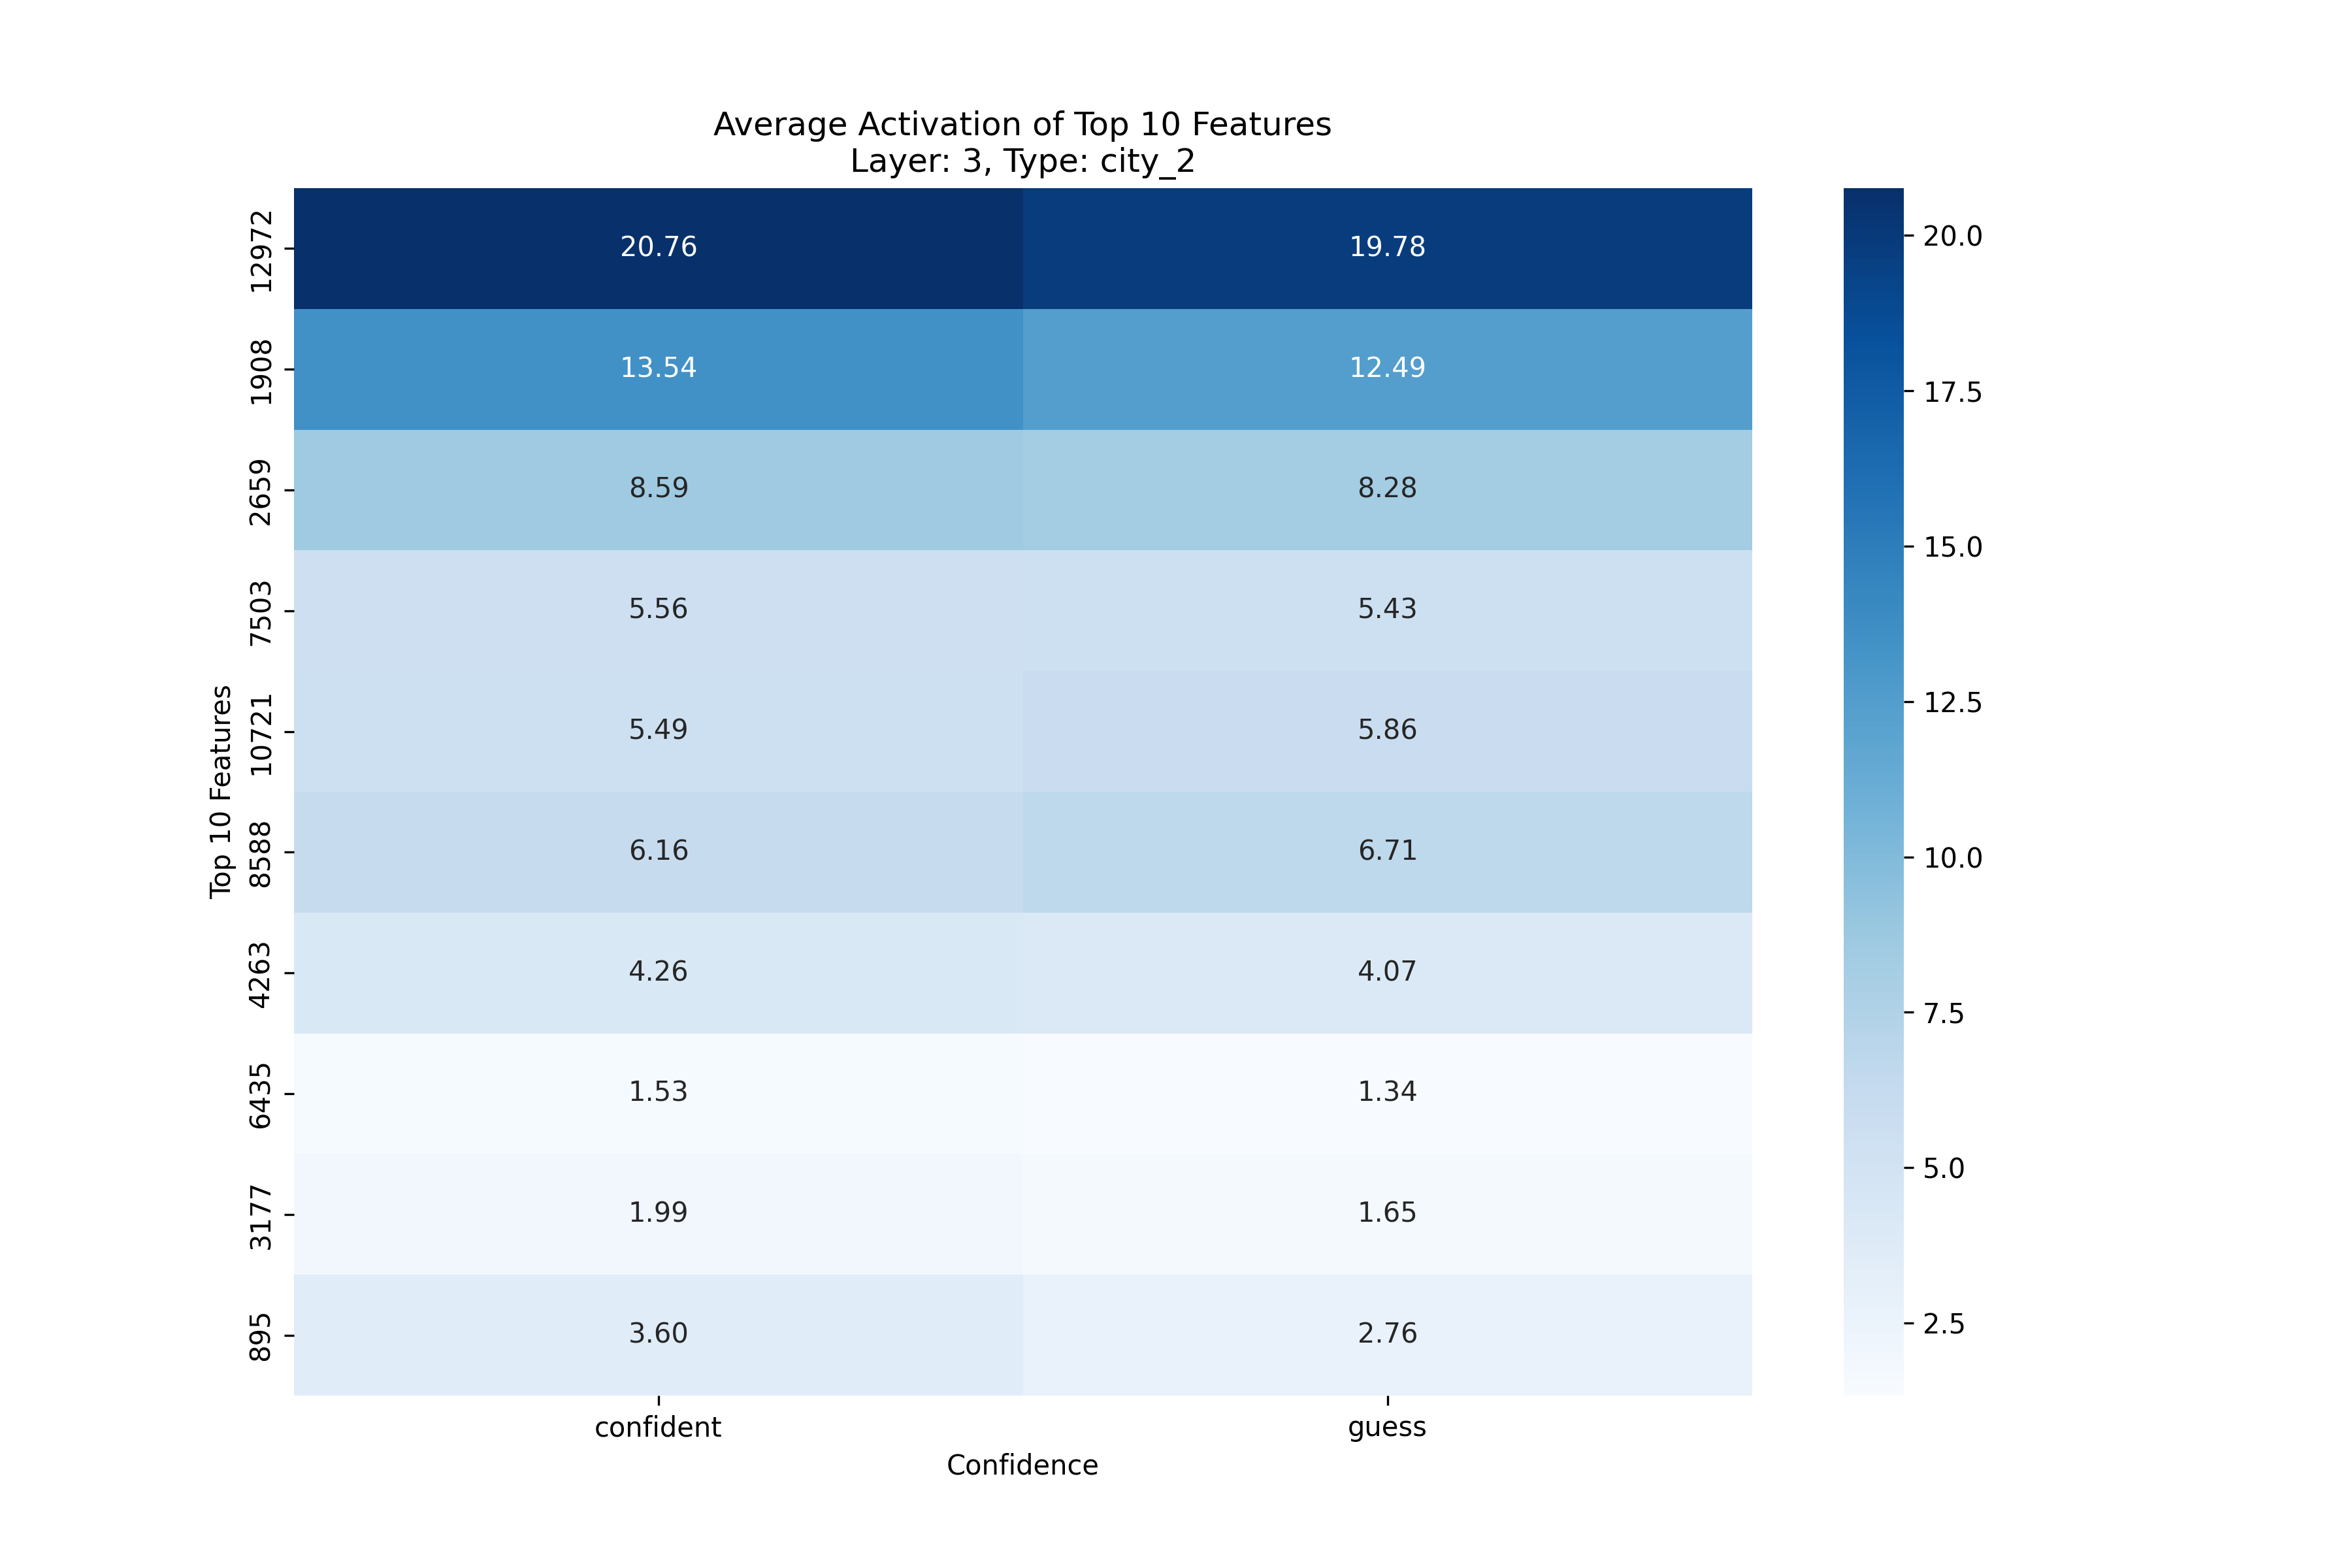 Average Activation of Top 10 Features
Layer: 3, Type: city_2
Top 10 Features
12972 20.76 19.78
1908 13.54 12.49
2659 8.59 8.28
7503 5.56 5.43
10721 5.49 5.86
8588 6.16 6.71
4263 4.26 4.07
6435 1.53 1.34
3177 1.99 1.65
895 3.60 2.76
confident guess
Confidence
20.0
17.5
15.0
12.5
10.0
7.5
5.0
2.5